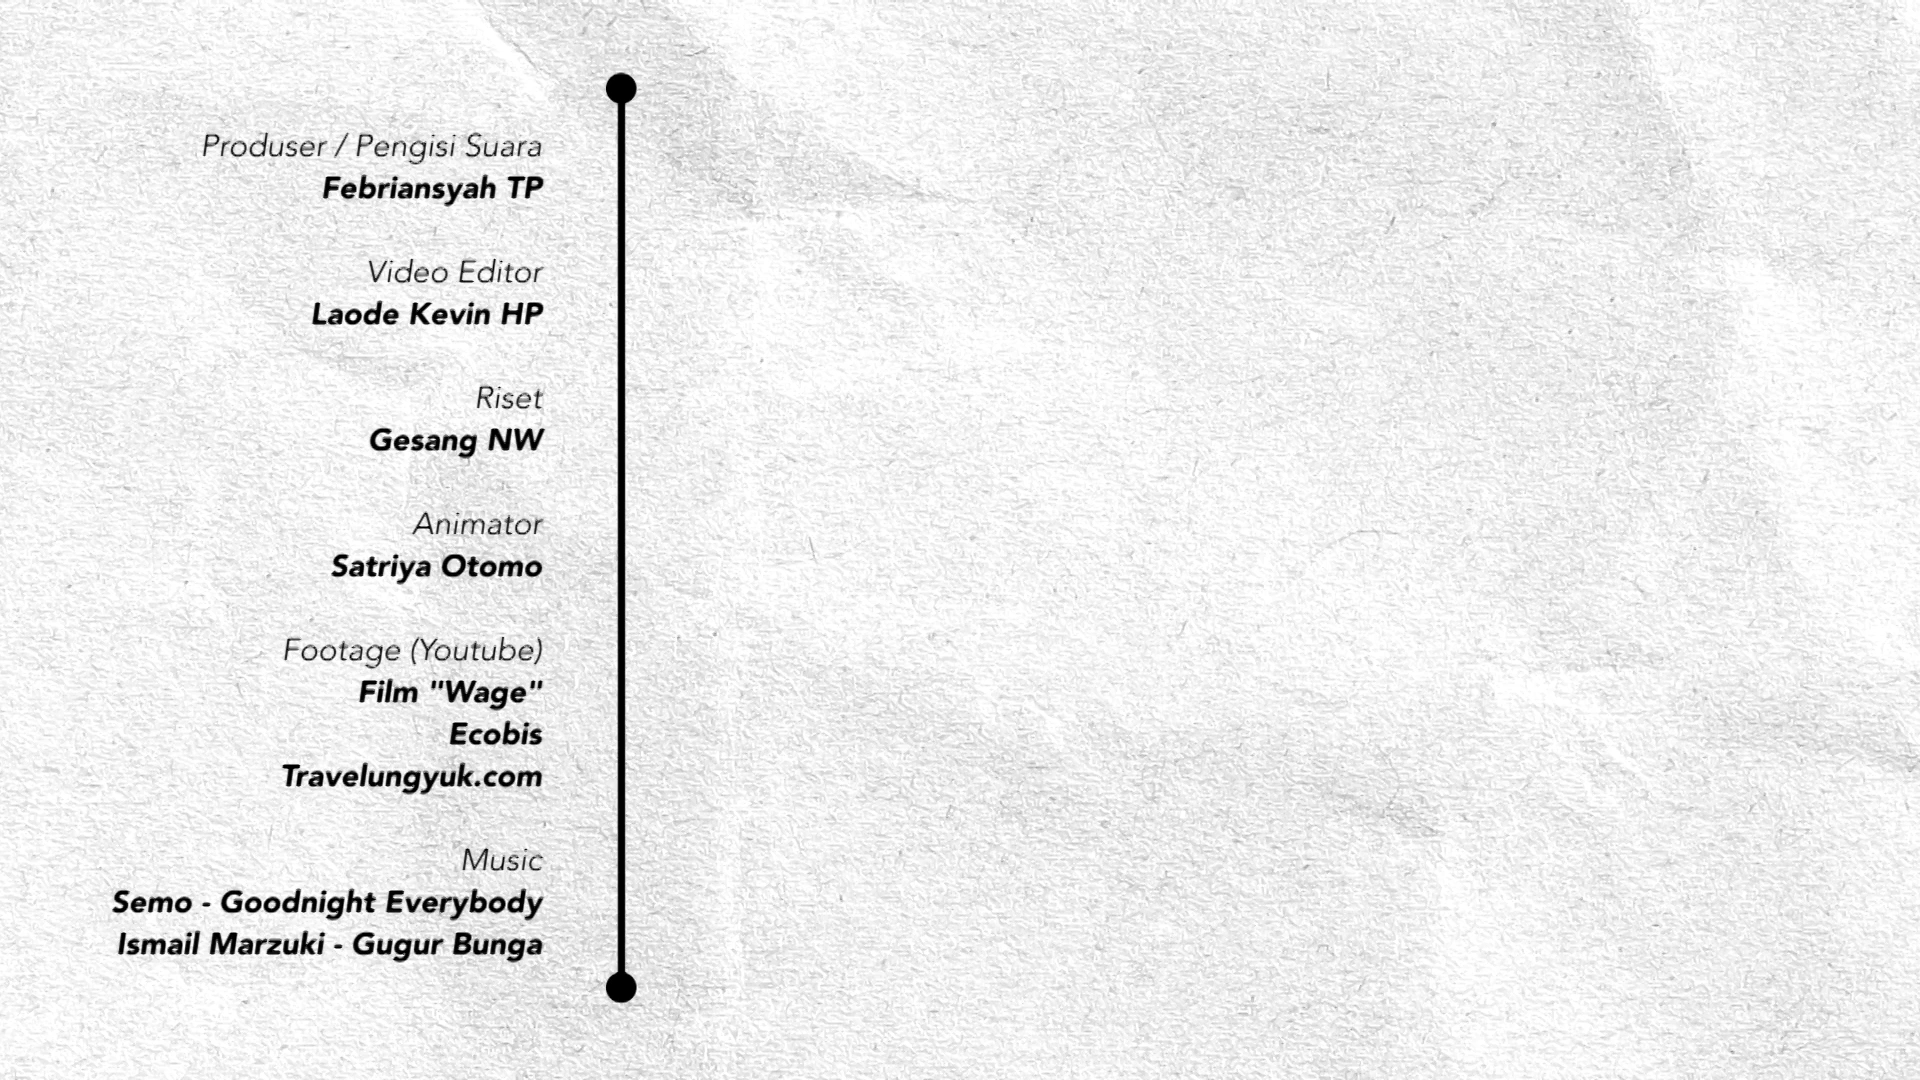 Produser / Pengisi Suara
Febriansyah TP
Video Editor
Laode Kevin HP
Riset
Gesang NW
Animator
Satriya Otomo
Footage (Youtube)
Film "Wage"
Ecobis
Travelungyuk.com
Music
Semo - Goodnight Everybody
Ismail Marzuki - Gugur Bunga